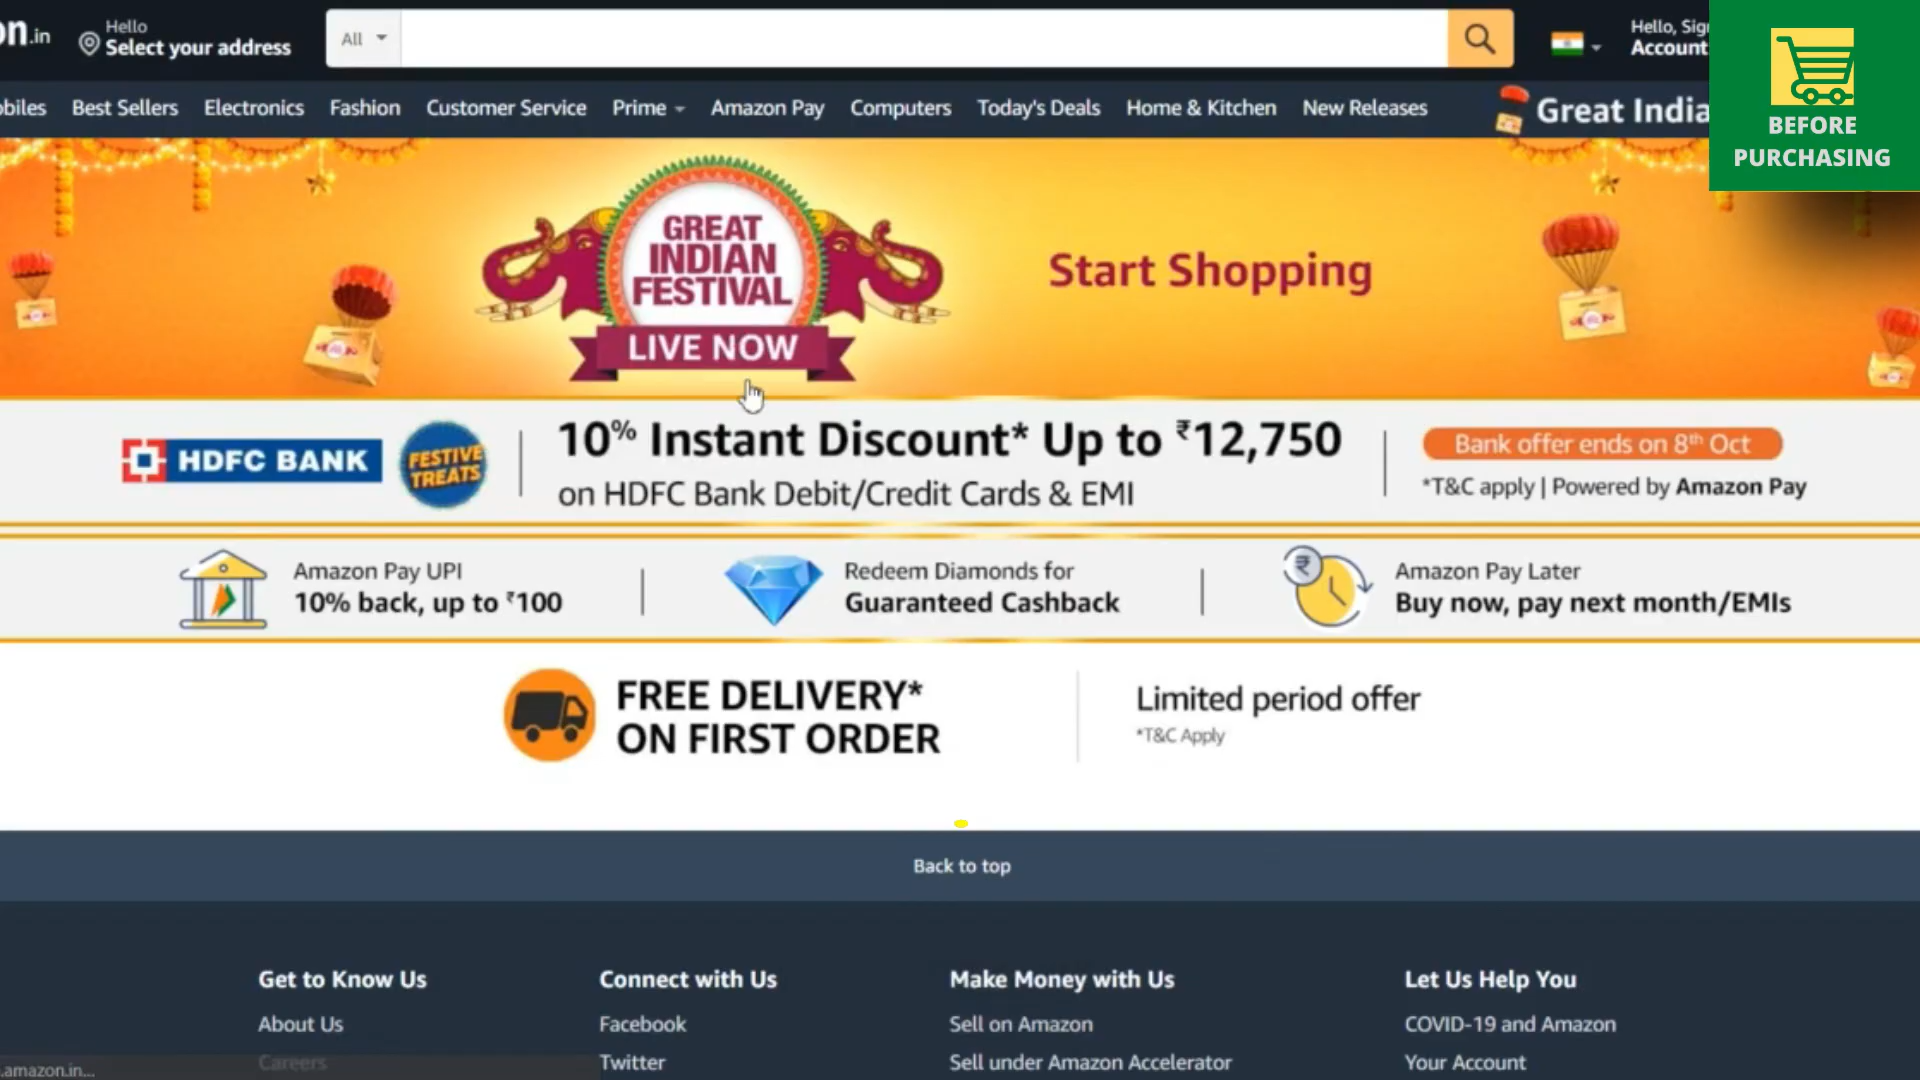 on.in
Hello
Select your address
All
Hello, Sig
Account
BEFORE
PURCHASING
obiles Best Sellers Electronics Fashion Customer Service Prime Amazon Pay Computers Today's Deals Home & Kitchen New Releases Great India
GREAT
INDIAN
FESTIVAL
LIVE NOW
Start Shopping
HDFC BANK
FESTIVE
TREATS
10% Instant Discount* Up to ₹12,750
on HDFC Bank Debit/Credit Cards & EMI
Bank offer ends on 8th Oct
*T&C apply | Powered by Amazon Pay
Amazon Pay UPI
10% back, up to ₹100
Redeem Diamonds for
Guaranteed Cashback
₹
Amazon Pay Later
Buy now, pay next month/EMIs
FREE DELIVERY*
ON FIRST ORDER
Limited period offer
*T&C Apply
Back to top
Get to Know Us
About Us
Careers
Connect with Us
Facebook
Twitter
Make Money with Us
Sell on Amazon
Sell under Amazon Accelerator
Let Us Help You
COVID-19 and Amazon
Your Account
.amazon.in...